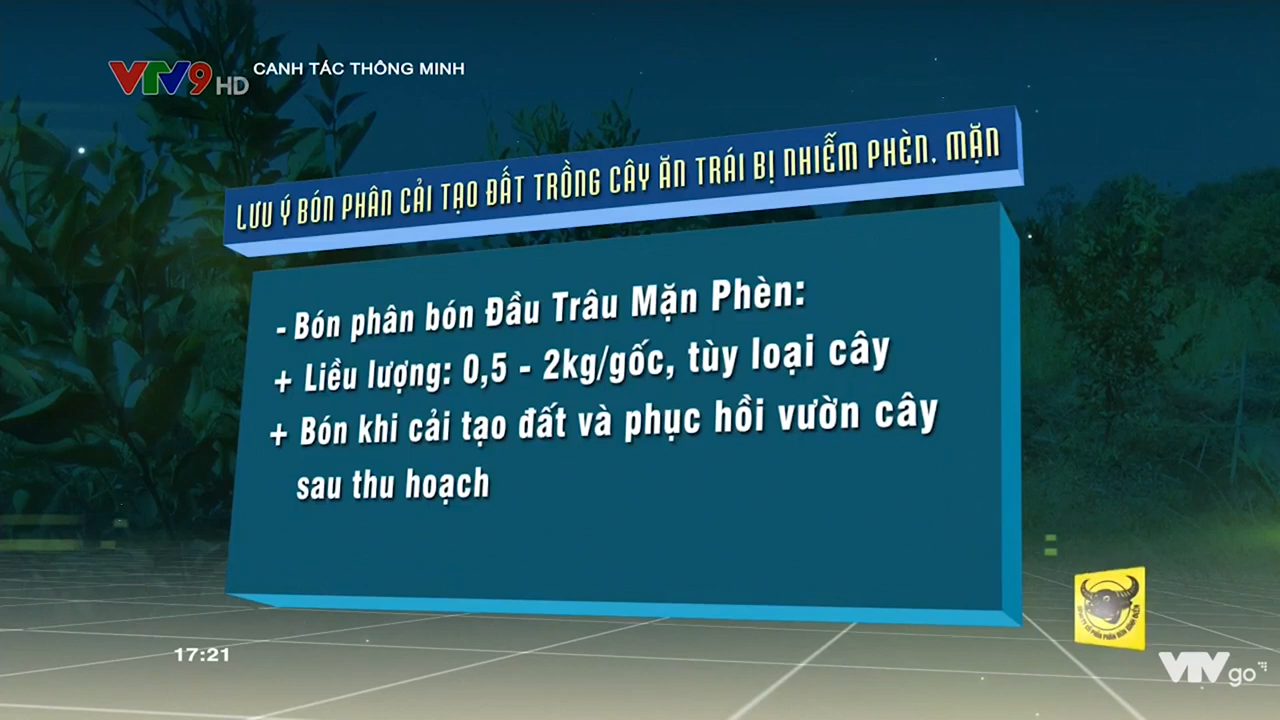 VTV9 HD
CANH TÁC THÔNG MINH
LƯU Ý BÓN PHÂN CẢI TẠO ĐẤT TRỒNG CÂY ĂN TRÁI BỊ NHIỄM PHÈN, MẶN
- Bón phân bón Đầu Trâu Mặn Phèn:
+ Liều lượng: 0,5 - 2kg/gốc, tùy loại cây
+ Bón khi cải tạo đất và phục hồi vườn cây
sau thu hoạch
17:21
VTV go